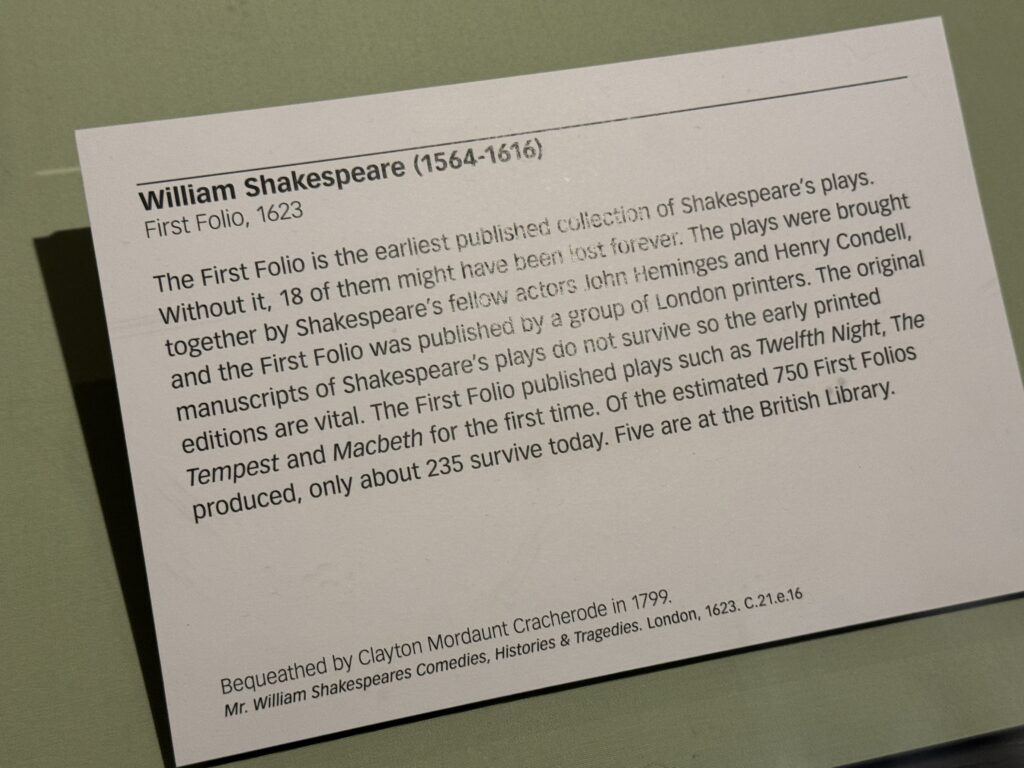 William Shakespeare (1564-1616)
First Folio, 1623
The First Folio is the earliest published collection of Shakespeare's plays.
Without it, 18 of them might have been lost forever. The plays were brought
together by Shakespeare's fellow actors John Heminges and Henry Condell,
and the First Folio was published by a group of London printers. The original
manuscripts of Shakespeare's plays do not survive so the early printed
editions are vital. The First Folio published plays such as Twelfth Night, The
Tempest and Macbeth for the first time. Of the estimated 750 First Folios
produced, only about 235 survive today. Five are at the British Library.
Bequeathed by Clayton Mordaunt Cracherode in 1799.
Mr. William Shakespeares Comedies, Histories & Tragedies. London, 1623. C.21.e.16